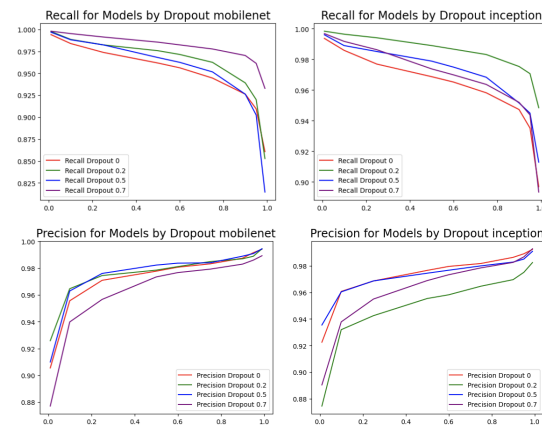 Recall for Models by Dropout mobilenet
1.000
0.975
0.950
0.925
0.900
0.875
0.850
0.825
Recall Dropout 0
Recall Dropout 0.2
Recall Dropout 0.5
Recall Dropout 0.7
0.0 0.2 0.4 0.6 0.8 1.0
Recall for Models by Dropout inception
1.00
0.98
0.96
0.94
0.92
0.90
Recall Dropout 0
Recall Dropout 0.2
Recall Dropout 0.5
Recall Dropout 0.7
0.0 0.2 0.4 0.6 0.8 1.0
Precision for Models by Dropout mobilenet
1.00
0.98
0.96
0.94
0.92
0.90
0.88
Precision Dropout 0
Precision Dropout 0.2
Precision Dropout 0.5
Precision Dropout 0.7
0.0 0.2 0.4 0.6 0.8 1.0
Precision for Models by Dropout inception
0.98
0.96
0.94
0.92
0.90
0.88
Precision Dropout 0
Precision Dropout 0.2
Precision Dropout 0.5
Precision Dropout 0.7
0.0 0.2 0.4 0.6 0.8 1.0